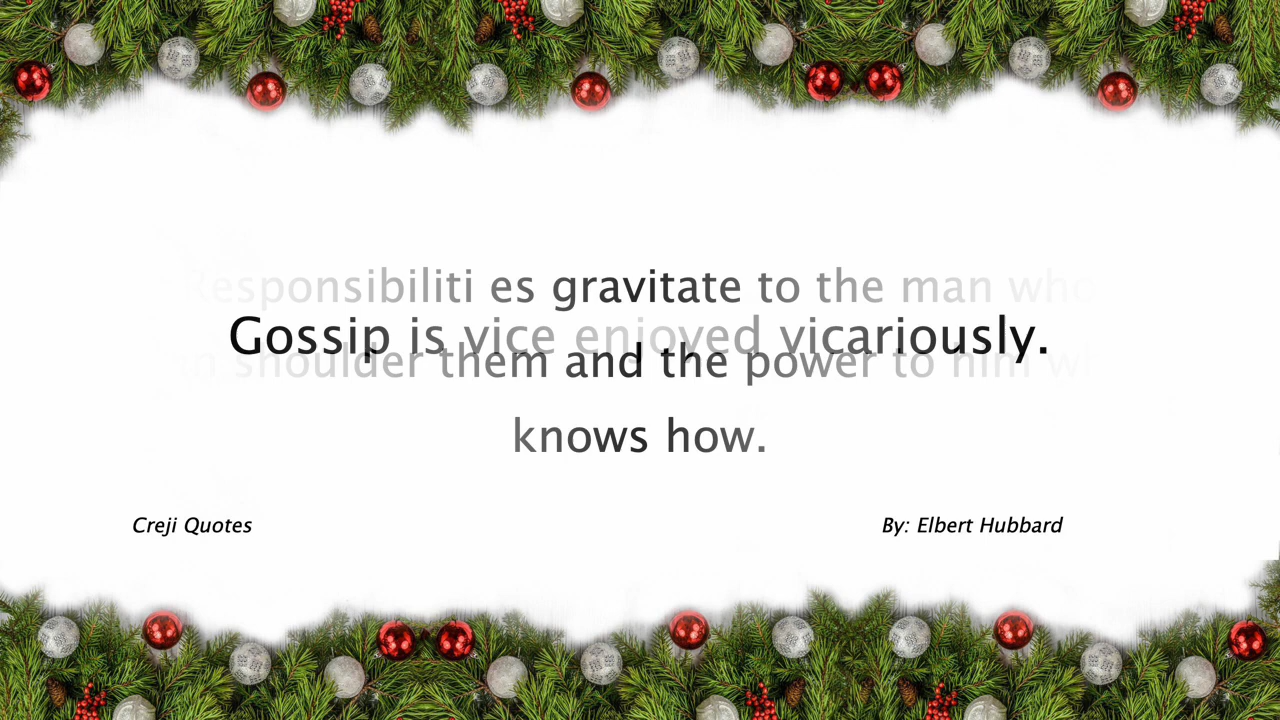 Responsibiliti es gravitate to the man who
Gossip is vice enjoyed vicariously.
shoulder them and the power to him
knows how.
Creji Quotes
By: Elbert Hubbard